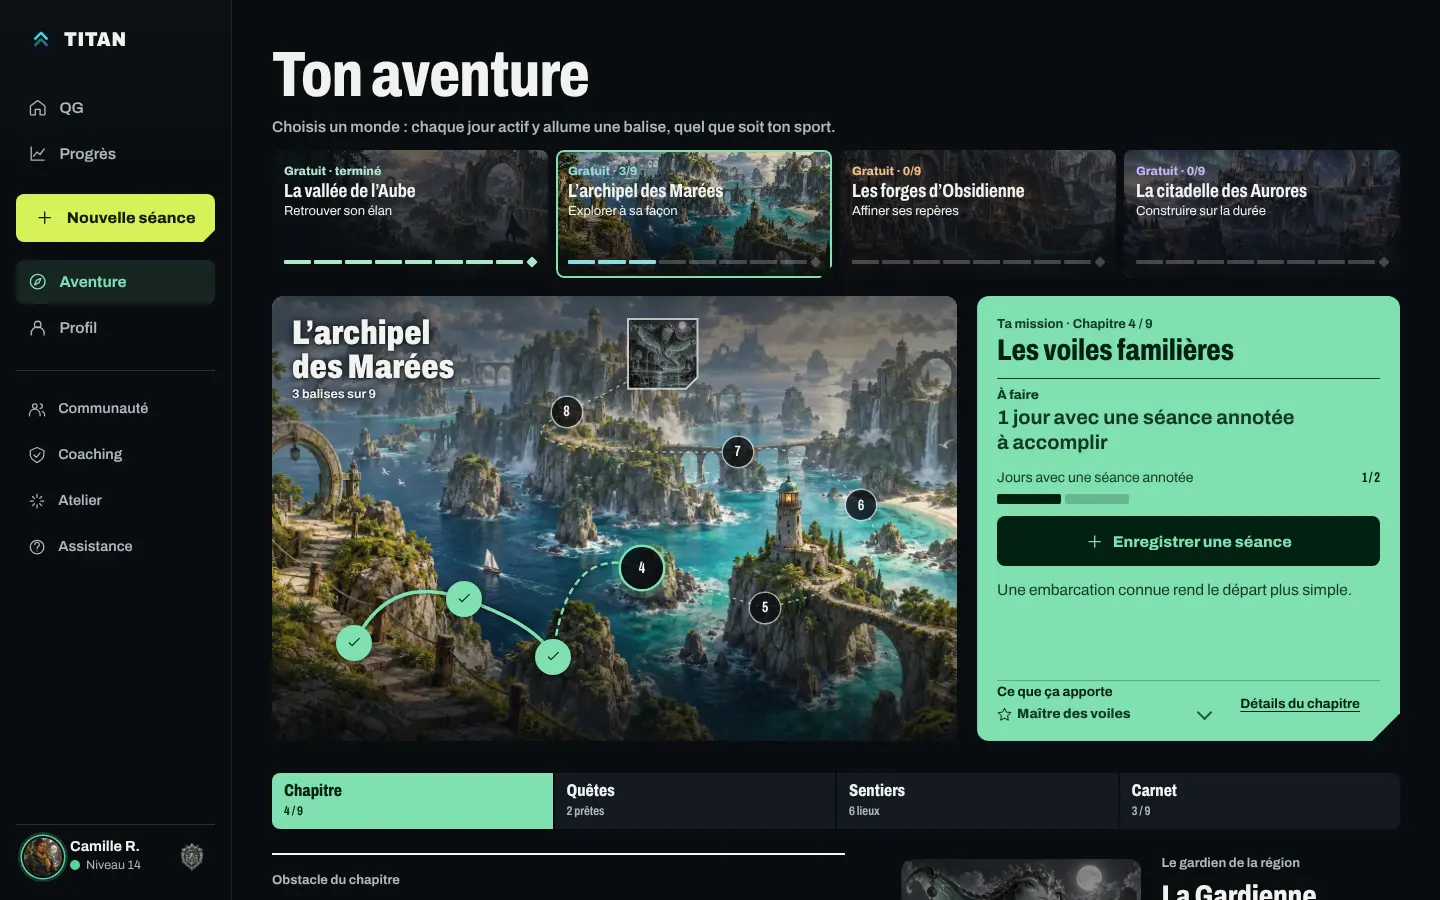 TITAN
QG
Progrès
Nouvelle séance
Aventure
Profil
Communauté
Coaching
Atelier
Assistance
Camille R.
Niveau 14
Ton aventure
Choisis un monde : chaque jour actif y allume une balise, quel que soit ton sport.
Gratuit · terminé
La vallée de l’Aube
Retrouver son élan
Gratuit · 3/9
L’archipel des Marées
Explorer à sa façon
Gratuit · 0/9
Les forges d’Obsidienne
Affiner ses repères
Gratuit · 0/9
La citadelle des Aurores
Construire sur la durée
L’archipel
des Marées
3 balises sur 9
8
7
6
4
5
Ta mission · Chapitre 4 / 9
Les voiles familières
À faire
1 jour avec une séance annotée
à accomplir
Jours avec une séance annotée
1 / 2
Enregistrer une séance
Une embarcation connue rend le départ plus simple.
Ce que ça apporte
Maître des voiles
Détails du chapitre
Chapitre
4 / 9
Quêtes
2 prêtes
Sentiers
6 lieux
Carnet
3 / 9
Obstacle du chapitre
Le gardien de la région
La Gardienne